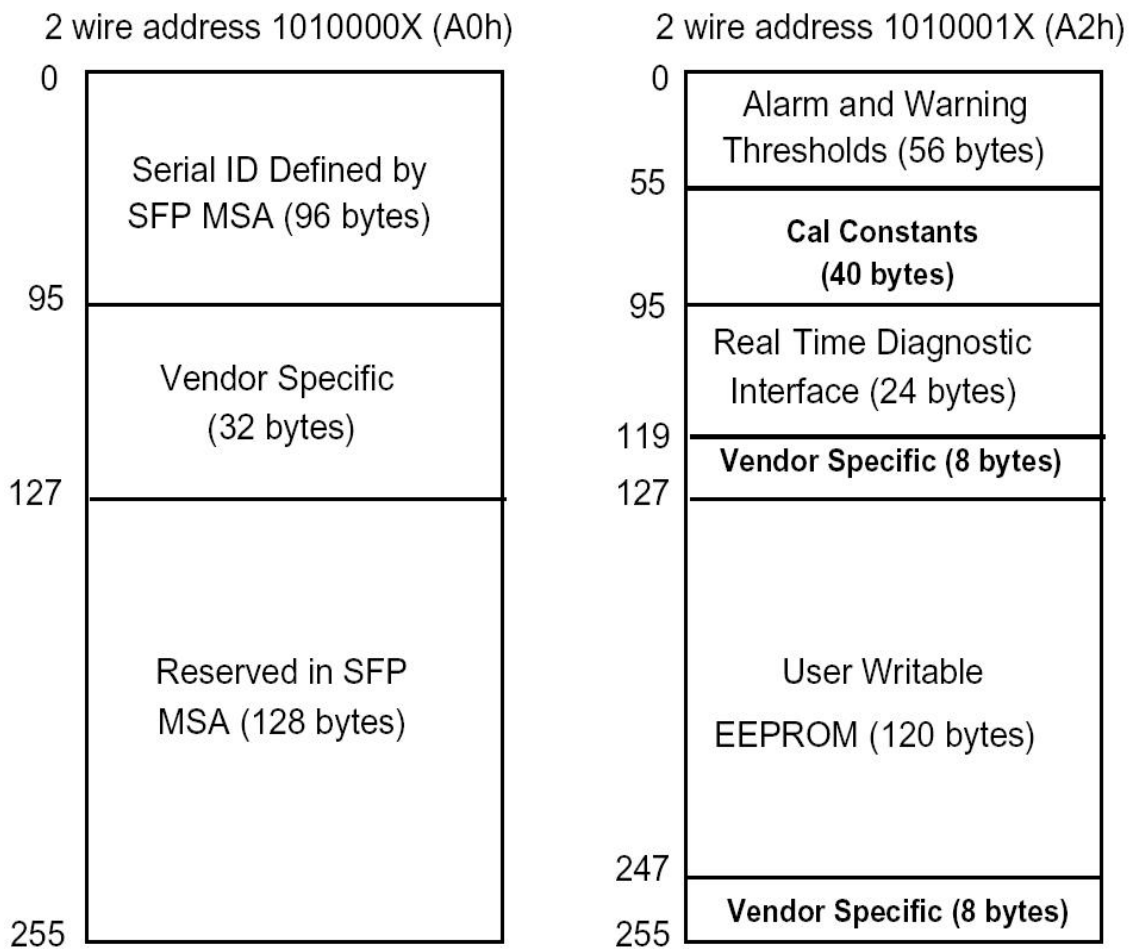 2 wire address 1010000X (A0h)
0
Serial ID Defined by
SFP MSA (96 bytes)
95
Vendor Specific
(32 bytes)
127
Reserved in SFP
MSA (128 bytes)
255
2 wire address 1010001X (A2h)
0
Alarm and Warning
Thresholds (56 bytes)
55
Cal Constants
(40 bytes)
95
Real Time Diagnostic
Interface (24 bytes)
119
Vendor Specific (8 bytes)
127
User Writable
EEPROM (120 bytes)
247
Vendor Specific (8 bytes)
255